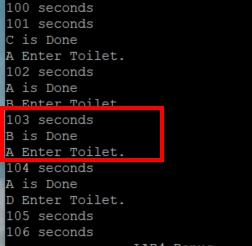 100 seconds
101 seconds
C is Done
A Enter Toilet.
102 seconds
A is Done
B Enter Toilet
103 seconds
B is Done
A Enter Toilet.
104 seconds
A is Done
D Enter Toilet.
105 seconds
106 seconds